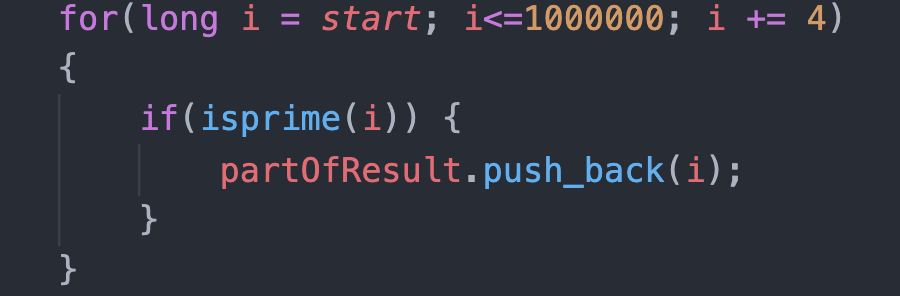 for(long i = start; i<=1000000; i += 4)
{
if(isprime(i)) {
partOfResult.push_back(i);
}
}